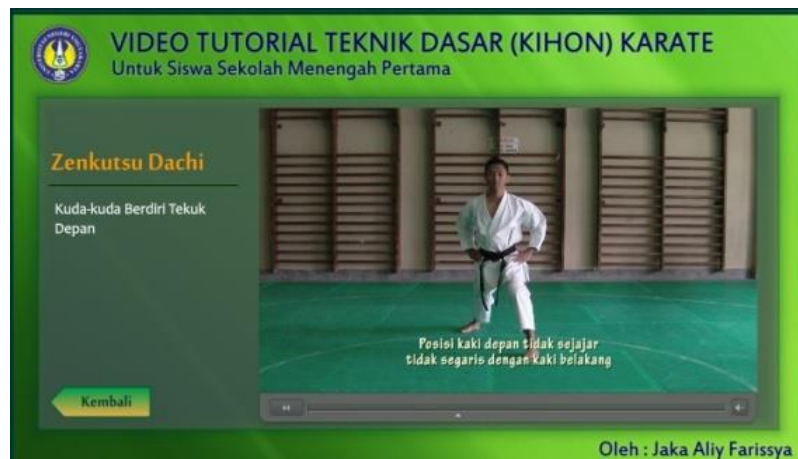 VIDEO TUTORIAL TEKNIK DASAR (KIHON) KARATE
Untuk Siswa Sekolah Menengah Pertama
Zenkutsu Dachi
Kuda-kuda Berdiri Tekuk
Depan
Posisi kaki depan tidak sejajar
tidak segaris dengan kaki belakang
Kembali
Oleh : Jaka Aliy Farissya